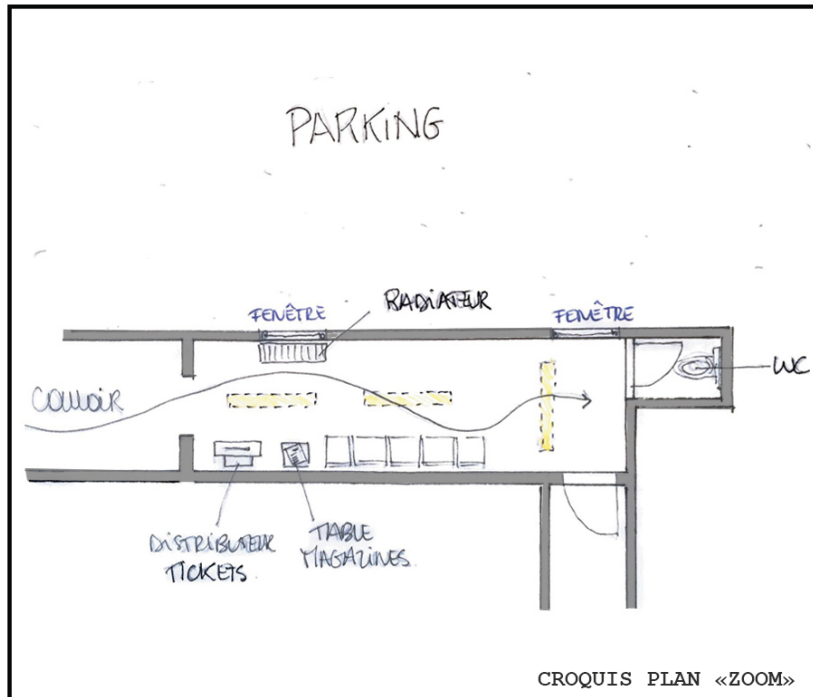 PARKING
FENÊTRE
RADIATEUR
FENÊTRE
WC
COULOIR
DISTRIBUTEUR
TICKETS
TABLE
MAGAZINES
CROQUIS PLAN «ZOOM»